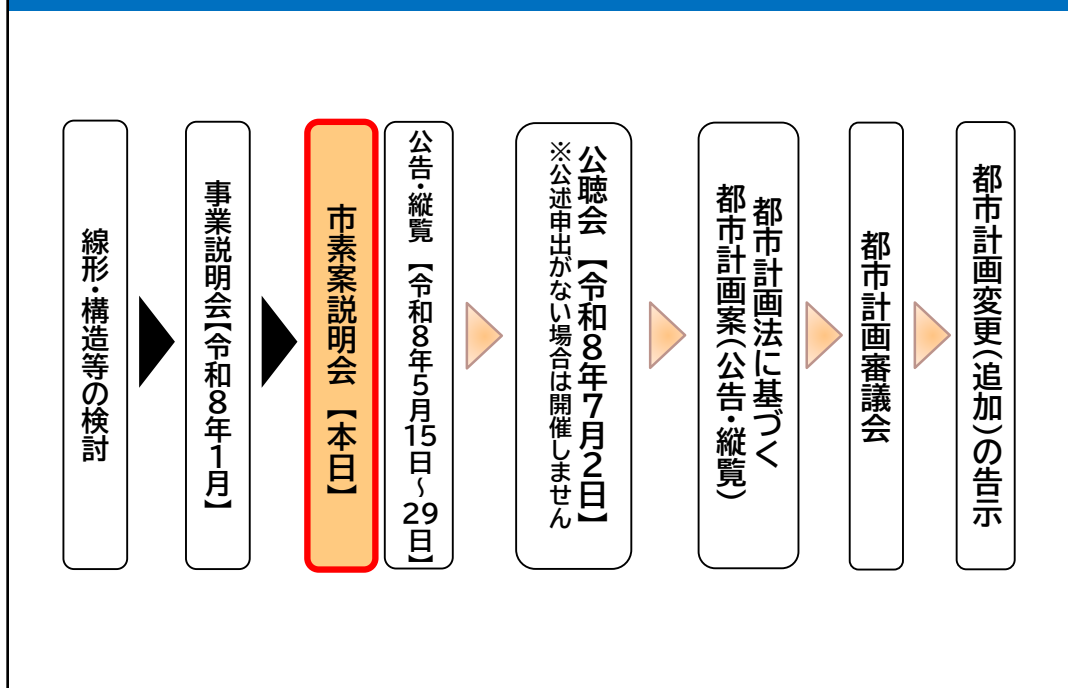 線形・構造等の検討
事業説明会【令和8年1月】
市素案説明会 【本日】
公告・縦覧 【令和8年5月15日~29日】
公聴会 【令和8年7月2日】
※公述申出がない場合は開催しません
都市計画法に基づく
都市計画案(公告・縦覧)
都市計画審議会
都市計画変更(追加)の告示